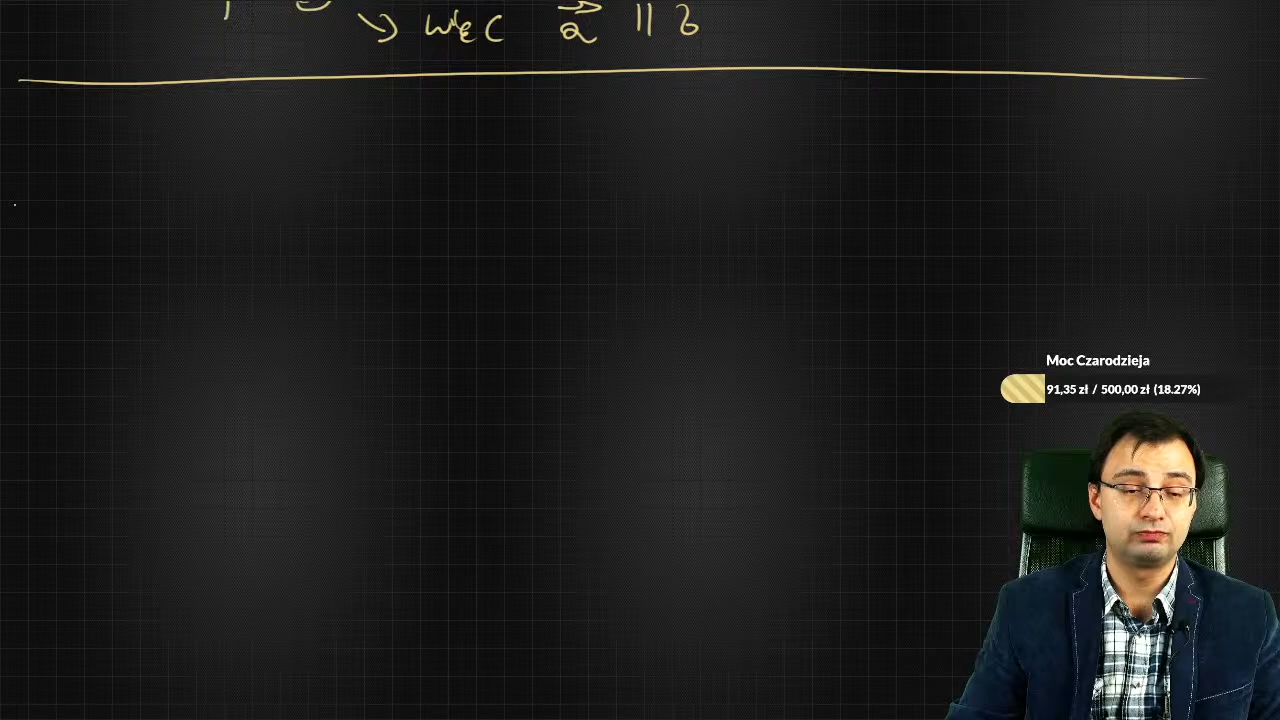 ↳ więc a⃗ || b
Moc Czarodzieja
91,35 zł / 500,00 zł (18.27%)